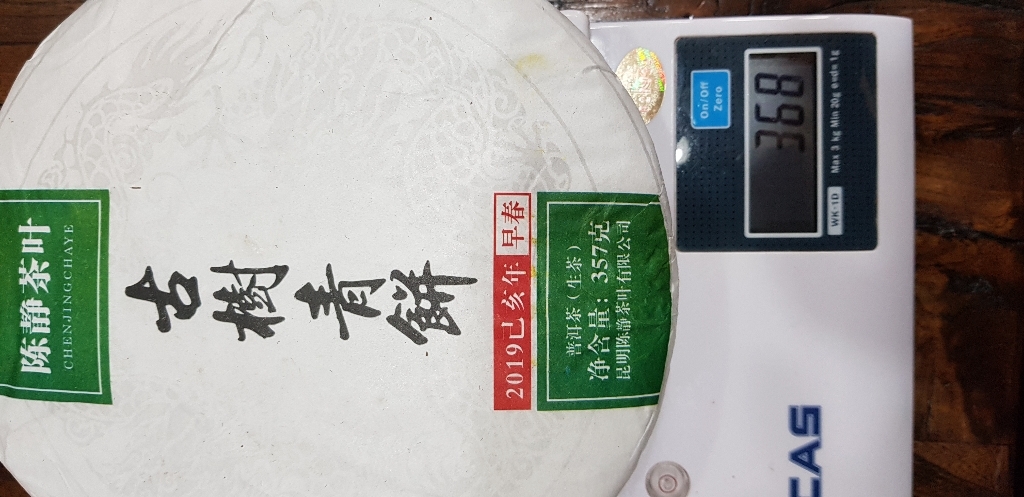 陈静茶叶
CHENJINGCHAYE
古樹青餅
2019己亥年 早春
普洱茶（生茶）
净含量：357克
昆明陈静茶叶有限公司
On/Off
Zero
368
WK-1D Max 3 kg Min 20g e=d= 1g
CAS